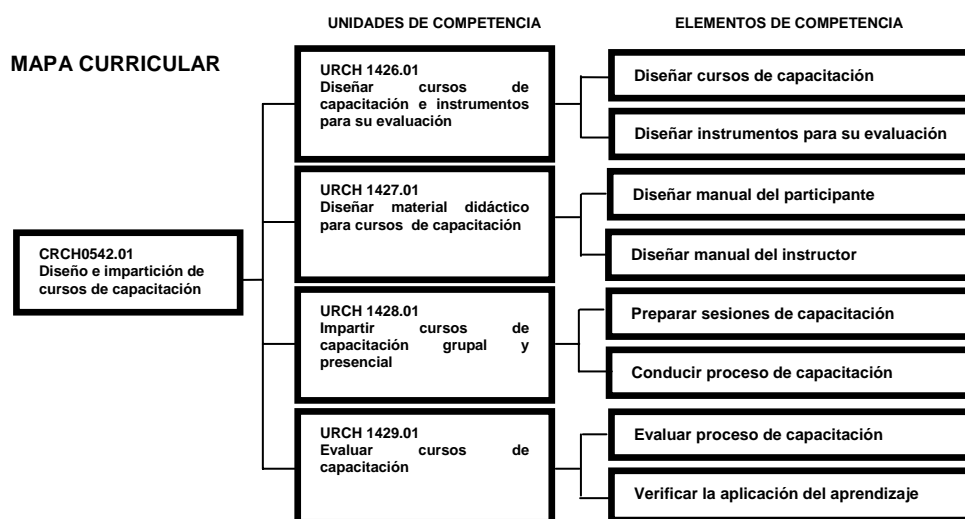 UNIDADES DE COMPETENCIA
ELEMENTOS DE COMPETENCIA
MAPA CURRICULAR
CRCH0542.01
Diseño e impartición de
cursos de capacitación
URCH 1426.01
Diseñar cursos de
capacitación e instrumentos
para su evaluación
Diseñar cursos de capacitación
Diseñar instrumentos para su evaluación
URCH 1427.01
Diseñar material didáctico
para cursos de capacitación
Diseñar manual del participante
Diseñar manual del instructor
URCH 1428.01
Impartir cursos de
capacitación grupal y
presencial
Preparar sesiones de capacitación
Conducir proceso de capacitación
URCH 1429.01
Evaluar cursos de
capacitación
Evaluar proceso de capacitación
Verificar la aplicación del aprendizaje